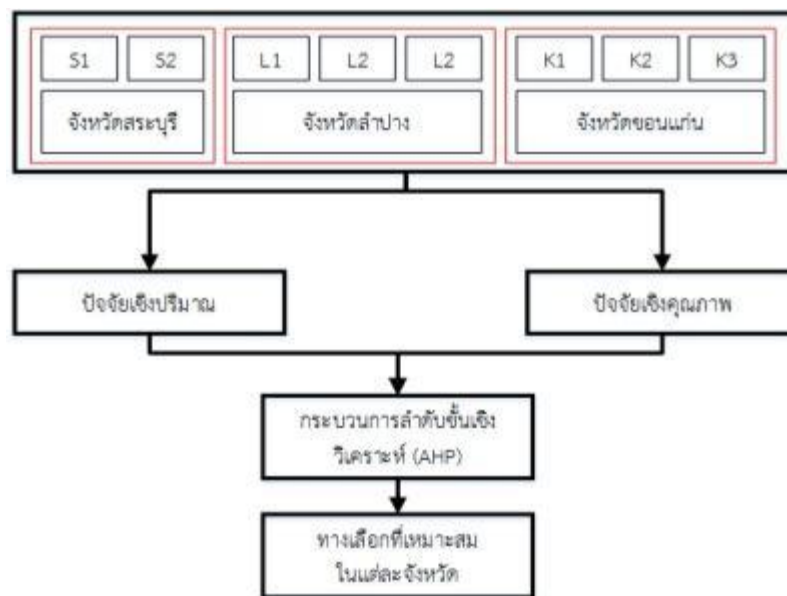 S1 S2 L1 L2 L2 K1 K2 K3
จังหวัดสระบุรี จังหวัดลำปาง จังหวัดขอนแก่น
ปัจจัยเชิงปริมาณ ปัจจัยเชิงคุณภาพ
กระบวนการลำดับชั้นเชิง
วิเคราะห์ (AHP)
ทางเลือกที่เหมาะสม
ในแต่ละจังหวัด